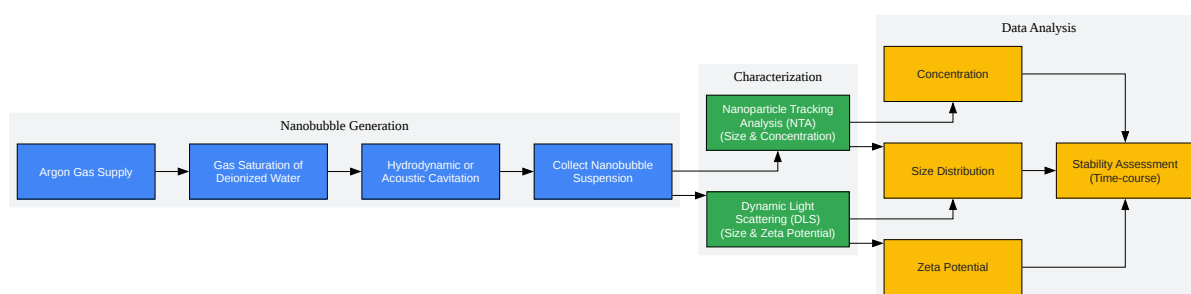 Nanobubble Generation
Argon Gas Supply
Gas Saturation of
Deionized Water
Hydrodynamic or
Acoustic Cavitation
Collect Nanobubble
Suspension
Characterization
Nanoparticle Tracking
Analysis (NTA)
(Size & Concentration)
Dynamic Light
Scattering (DLS)
(Size & Zeta Potential)
Data Analysis
Concentration
Size Distribution
Zeta Potential
Stability Assessment
(Time-course)